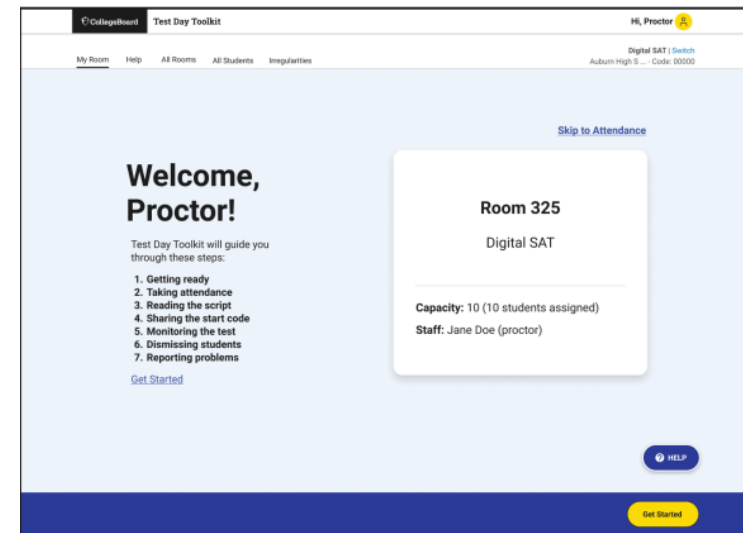 CollegeBoard
Test Day Toolkit
Hi, Proctor
My Room
Help
All Rooms
All Students
Irregularities
Digital SAT | Switch
Auburn High S ... - Code: 00000
Skip to Attendance
Welcome,
Proctor!
Test Day Toolkit will guide you
through these steps:
1. Getting ready
2. Taking attendance
3. Reading the script
4. Sharing the start code
5. Monitoring the test
6. Dismissing students
7. Reporting problems
Get Started
Room 325
Digital SAT
Capacity: 10 (10 students assigned)
Staff: Jane Doe (proctor)
HELP
Get Started